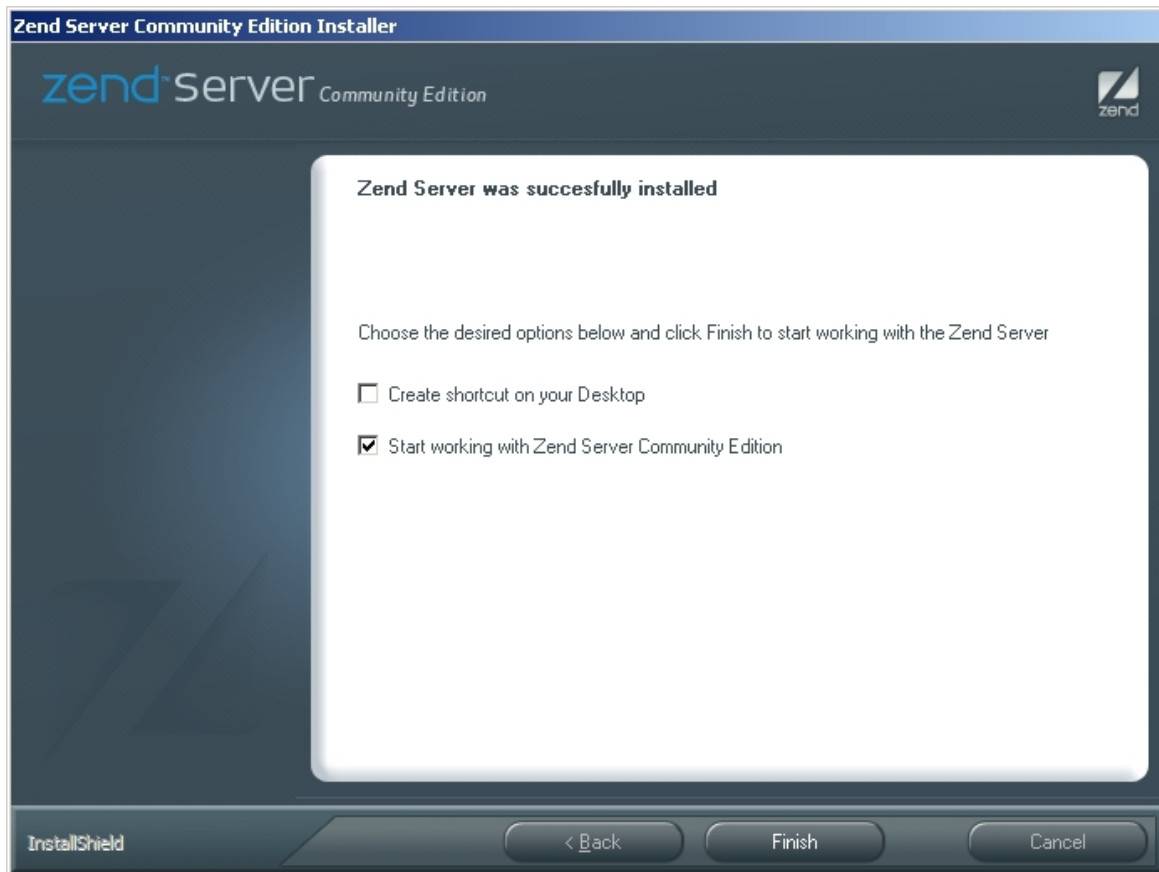 Zend Server Community Edition Installer
zend™ server Community Edition
zend
Zend Server was succesfully installed
Choose the desired options below and click Finish to start working with the Zend Server
Create shortcut on your Desktop
Start working with Zend Server Community Edition
InstallShield
< Back
Finish
Cancel